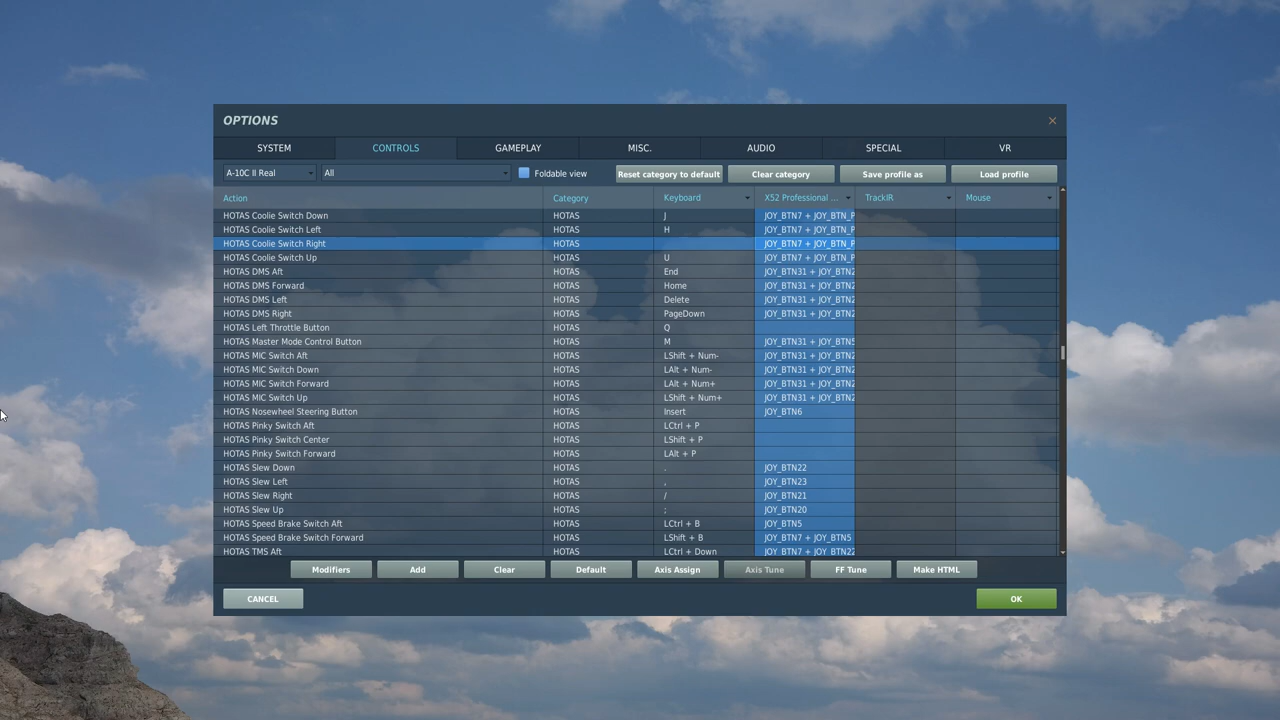 OPTIONS
SYSTEM CONTROLS GAMEPLAY MISC. AUDIO SPECIAL VR
A-10C II Real All Foldable view Reset category to default Clear category Save profile as Load profile
Action Category Keyboard X52 Professional ... TrackIR Mouse
HOTAS Coolie Switch Down HOTAS J JOY_BTN7 + JOY_BTN_P
HOTAS Coolie Switch Left HOTAS H JOY_BTN7 + JOY_BTN_P
HOTAS Coolie Switch Right HOTAS JOY_BTN7 + JOY_BTN_P
HOTAS Coolie Switch Up HOTAS U JOY_BTN7 + JOY_BTN_P
HOTAS DMS Aft HOTAS End JOY_BTN31 + JOY_BTN2
HOTAS DMS Forward HOTAS Home JOY_BTN31 + JOY_BTN2
HOTAS DMS Left HOTAS Delete JOY_BTN31 + JOY_BTN2
HOTAS DMS Right HOTAS PageDown JOY_BTN31 + JOY_BTN2
HOTAS Left Throttle Button HOTAS Q
HOTAS Master Mode Control Button HOTAS M JOY_BTN31 + JOY_BTN5
HOTAS MIC Switch Aft HOTAS LShift + Num- JOY_BTN31 + JOY_BTN2
HOTAS MIC Switch Down HOTAS LAlt + Num- JOY_BTN31 + JOY_BTN2
HOTAS MIC Switch Forward HOTAS LAlt + Num+ JOY_BTN31 + JOY_BTN2
HOTAS MIC Switch Up HOTAS LShift + Num+ JOY_BTN31 + JOY_BTN2
HOTAS Nosewheel Steering Button HOTAS Insert JOY_BTN6
HOTAS Pinky Switch Aft HOTAS LCtrl + P
HOTAS Pinky Switch Center HOTAS LShift + P
HOTAS Pinky Switch Forward HOTAS LAlt + P
HOTAS Slew Down HOTAS . JOY_BTN22
HOTAS Slew Left HOTAS , JOY_BTN23
HOTAS Slew Right HOTAS / JOY_BTN21
HOTAS Slew Up HOTAS ; JOY_BTN20
HOTAS Speed Brake Switch Aft HOTAS LCtrl + B JOY_BTN5
HOTAS Speed Brake Switch Forward HOTAS LShift + B JOY_BTN7 + JOY_BTN5
HOTAS TMS Aft HOTAS LCtrl + Down JOY_BTN7 + JOY_BTN22
Modifiers Add Clear Default Axis Assign Axis Tune FF Tune Make HTML
CANCEL OK